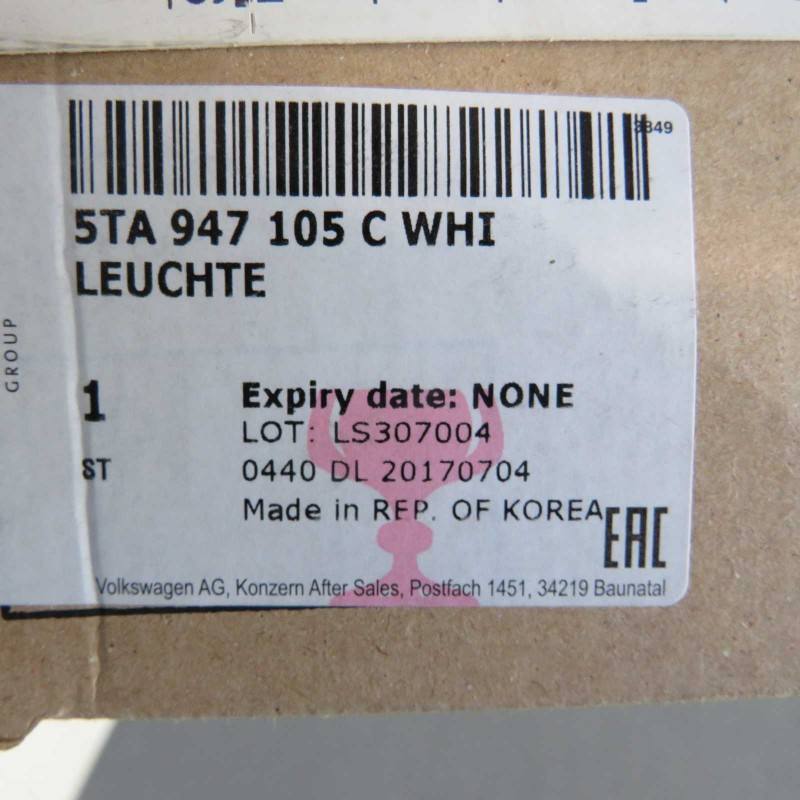 3349
5TA 947 105 C WHI
LEUCHTE
GROUP
1
Expiry date: NONE
LOT: LS307004
ST
0440 DL 20170704
Made in REP. OF KOREA
EAC
Volkswagen AG, Konzern After Sales, Postfach 1451, 34219 Baunatal